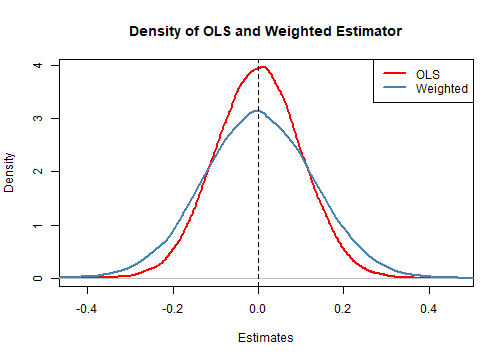 Density of OLS and Weighted Estimator
OLS
Weighted
Density
4
3
2
1
0
-0.4 -0.2 0.0 0.2 0.4
Estimates